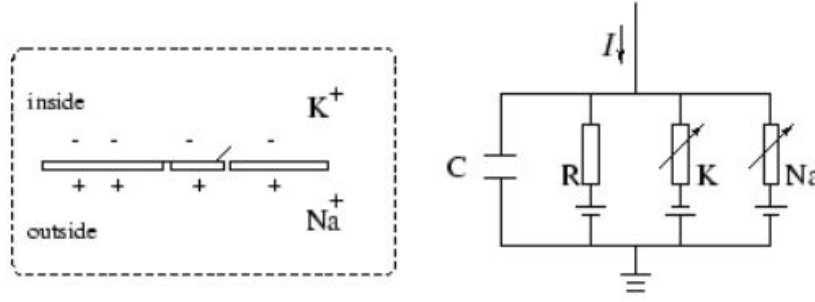 inside
K+
- - - -
+ + + +
Na+
outside
I
C
R
K
Na